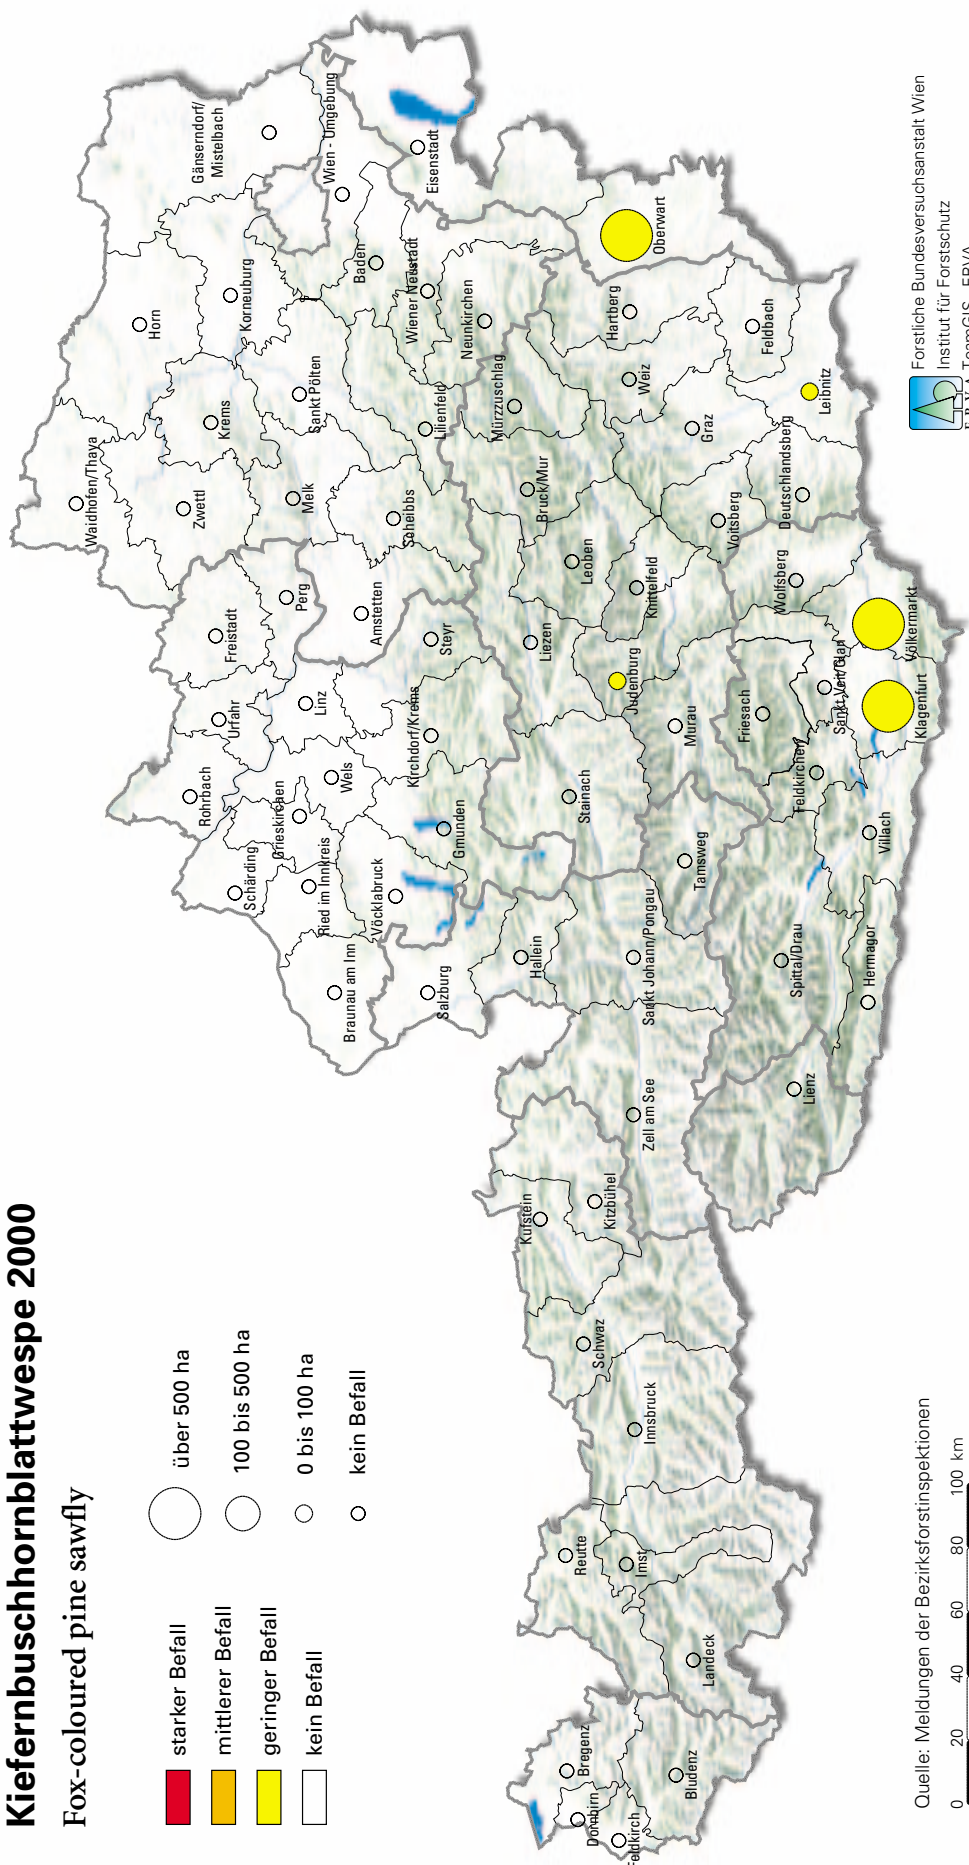 Kiefernbuschhornblattwespe 2000
Fox-coloured pine sawfly
starker Befall
mittlerer Befall
geringer Befall
kein Befall
über 500 ha
100 bis 500 ha
0 bis 100 ha
kein Befall
Waidhofen/Thaya
Horn
Gänserndorf/
Mistelbach
Zwettl
Krems
Korneuburg
Wien - Umgebung
Rohrbach
Urfahr
Freistadt
Perg
Melk
Sankt Pölten
Baden
Eisenstadt
Schärding
Grieskirchen
Ried im Innkreis
Wels
Linz
Amstetten
Scheibbs
Lilienfeld
Wiener Neustadt
Neunkirchen
Braunau am Inn
Vöcklabruck
Gmunden
Kirchdorf/Krems
Steyr
Salzburg
Hallein
Stainach
Liezen
Leoben
Bruck/Mur
Mürzzuschlag
Hartberg
Oberwart
Kufstein
Kitzbühel
Zell am See
Sankt Johann/Pongau
Tamsweg
Murau
Judenburg
Knittelfeld
Voitsberg
Graz
Weiz
Feldbach
Reutte
Imst
Innsbruck
Schwaz
Lienz
Spittal/Drau
Hermagor
Villach
Feldkirchen
Friesach
Sankt Veit/Glan
Klagenfurt
Völkermarkt
Wolfsberg
Deutschlandsberg
Leibnitz
Bregenz
Dornbirn
Feldkirch
Bludenz
Landeck
Quelle: Meldungen der Bezirksforstinspektionen
0 20 40 60 80 100 km
Forstliche Bundesversuchsanstalt Wien
Institut für Forstschutz
F B V A TeamGIS - FBVA